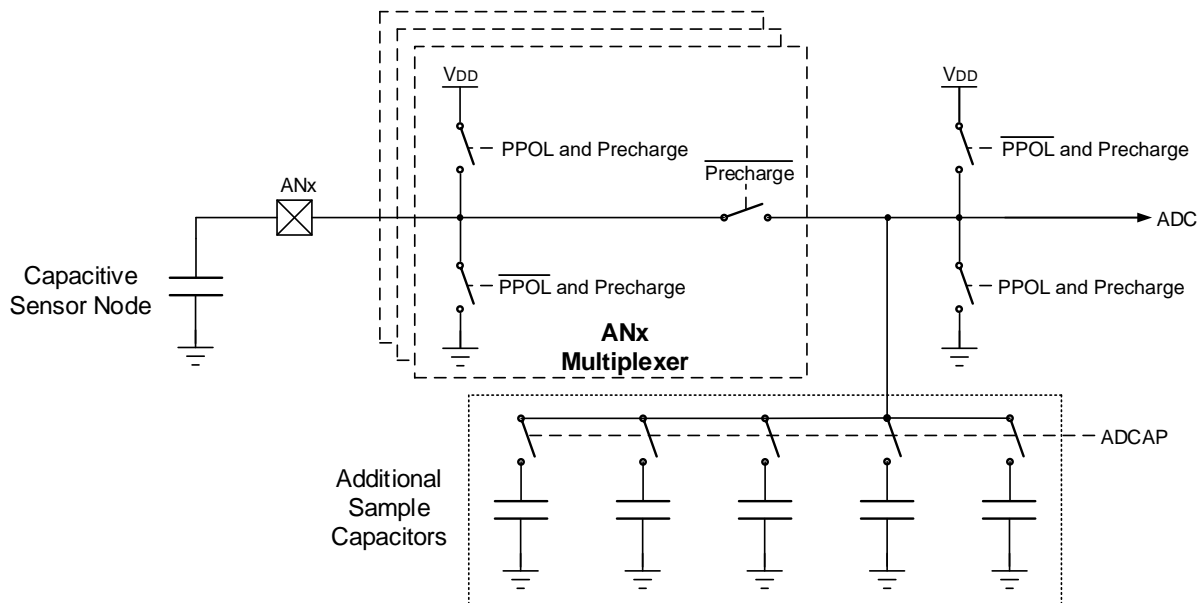 VDD
VDD
PPOL and Precharge
PPOL and Precharge
Precharge
ANx
ADC
Capacitive
Sensor Node
PPOL and Precharge
PPOL and Precharge
ANx
Multiplexer
ADCAP
Additional
Sample
Capacitors